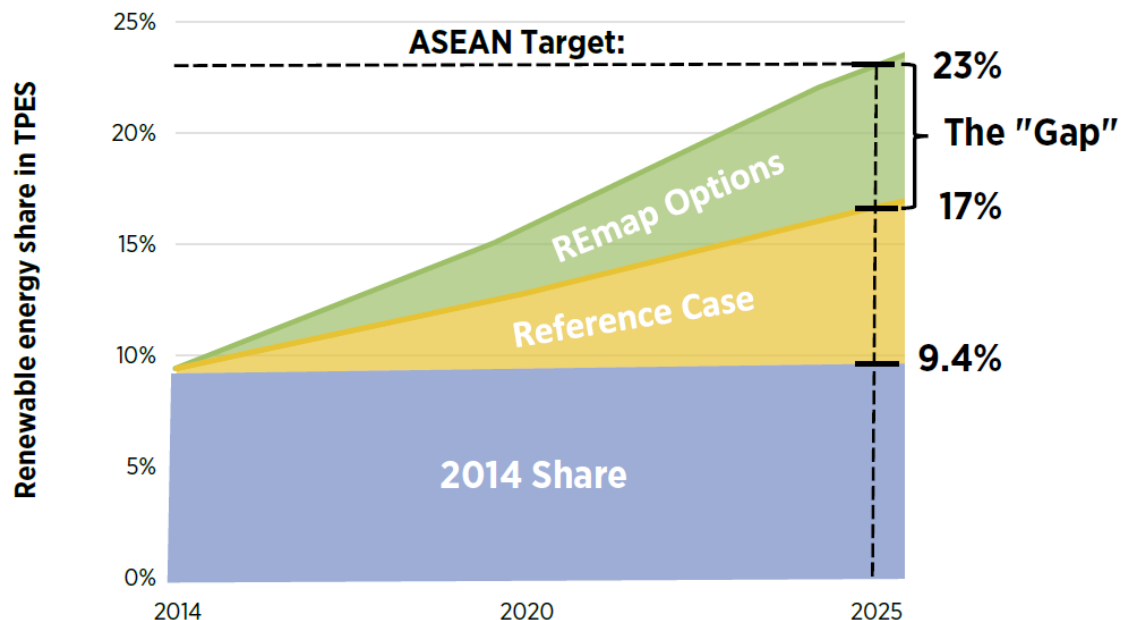 25%
ASEAN Target:
23%
20%
The "Gap"
REmap Options
17%
15%
Reference Case
10%
9.4%
5%
2014 Share
0%
2014
2020
2025
Renewable energy share in TPES